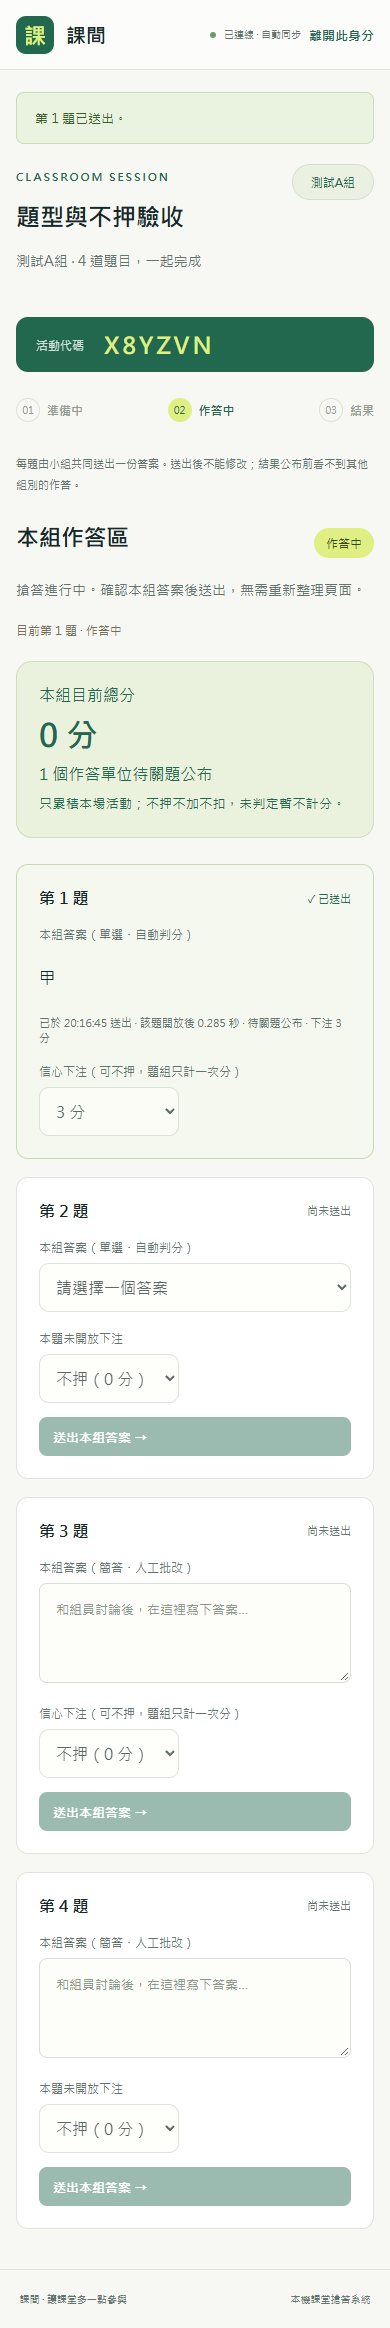 課 課間 已連線 · 自動同步 離開此身分
第 1 題已送出。
CLASSROOM SESSION
測試A組
題型與不押驗收
測試A組 · 4 道題目，一起完成
活動代碼 X8YZVN
01 準備中 02 作答中 03 結果
每題由小組共同送出一份答案。送出後不能修改；結果公布前看不到其他
組別的作答。
本組作答區 作答中
搶答進行中。確認本組答案後送出，無需重新整理頁面。
目前第 1 題 · 作答中
本組目前總分
0 分
1 個作答單位待關題公布
只累積本場活動；不押不加不扣，未判定暫不計分。
第 1 題 ✓ 已送出
本組答案（單選 · 自動判分）
甲
已於 20:16:45 送出 · 該題開放後 0.285 秒 · 待關題公布 · 下注 3
分
信心下注（可不押，題組只計一次分）
3 分
第 2 題 尚未送出
本組答案（單選 · 自動判分）
請選擇一個答案
本題未開放下注
不押（0 分）
送出本組答案 →
第 3 題 尚未送出
本組答案（簡答 · 人工批改）
和組員討論後，在這裡寫下答案...
信心下注（可不押，題組只計一次分）
不押（0 分）
送出本組答案 →
第 4 題 尚未送出
本組答案（簡答 · 人工批改）
和組員討論後，在這裡寫下答案...
本題未開放下注
不押（0 分）
送出本組答案 →
課間 · 讓課堂多一點參與 本機課堂搶答系統